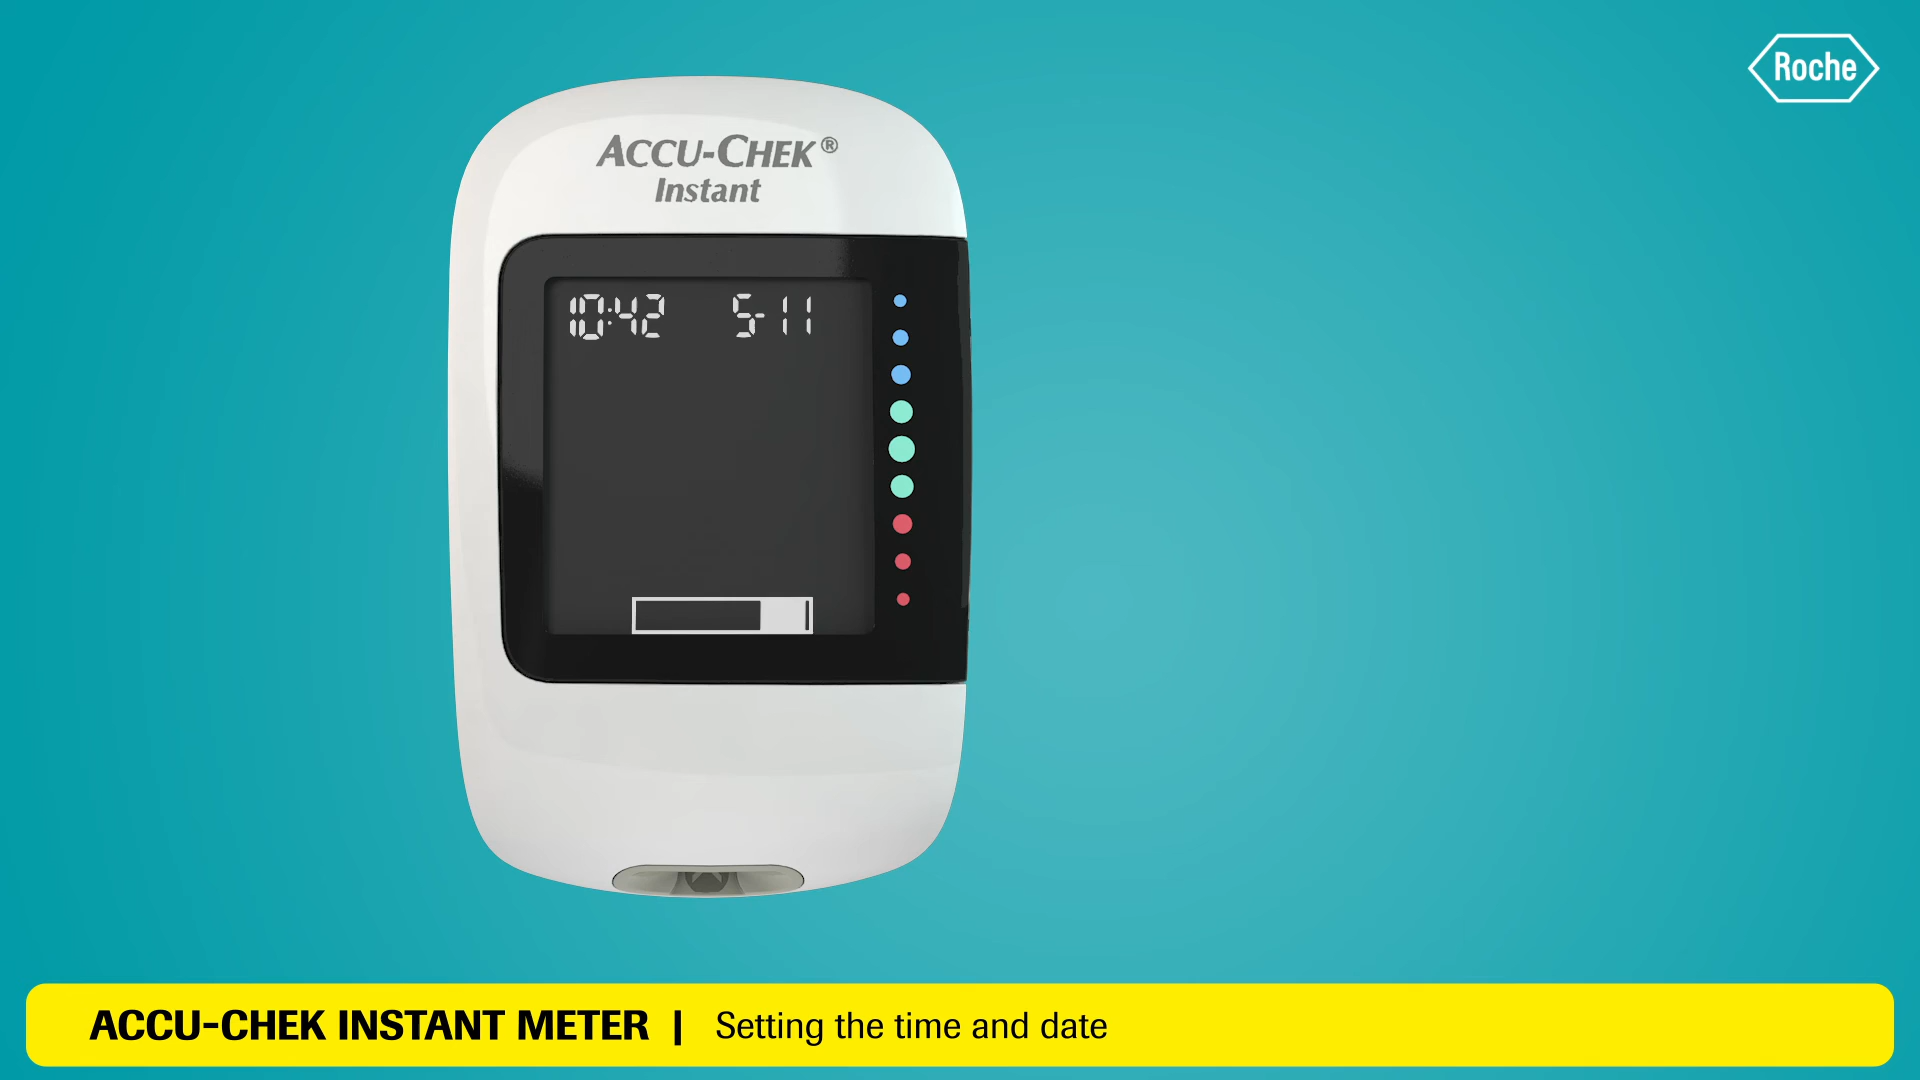 Roche
ACCU-CHEK®
Instant
10:42 5-11
ACCU-CHEK INSTANT METER | Setting the time and date